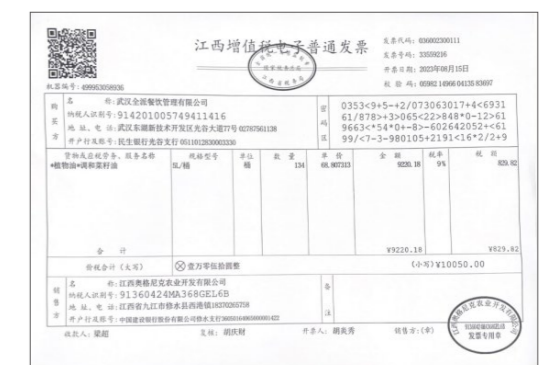 江西增值税电子普通发票
发票代码: 036002300111
发票号码: 33559216
开票日期: 2023年08月15日
校 验 码: 05982 14966 04135 83697
机器编号: 499953058936
购买方
名 称: 武汉全派餐饮管理有限公司
纳税人识别号: 914201005749411416
地 址、电 话: 武汉东湖新技术开发区光谷大道77号 02787561138
开户行及账号: 民生银行光谷支行 0511012830003330
密码区
0353<9+5-+2/073063017+4<6931
61/878>+3>065<22>848*0-12>61
9663<*54*0+-8>-602642052+<61
99/<7-3-980105+2191<16*2/2+9
货物或应税劳务、服务名称 规格型号 单位 数 量 单 价 金 额 税率 税 额
*植物油*调和菜籽油 5L/桶 桶 134 68.807313 9220.18 9% 829.82
合 计 ¥9220.18 ¥829.82
价税合计 (大写) ⊗壹万零伍拾圆整 (小写)¥10050.00
销售方
名 称: 江西奥格尼克农业开发有限公司
纳税人识别号: 91360424MA368GEL6B
地 址、电 话: 江西省九江市修水县西港镇18270265758
开户行及账号: 中国建设银行股份有限公司修水支行
备注
收款人: 梁超 复核: 胡庆财 开票人: 胡表秀 销售方:(章)
发票专用章